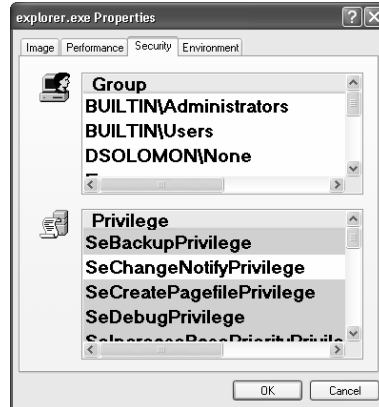 explorer.exe Properties
Image Performance Security Environment
Group
BUILTIN\Administrators
BUILTIN\Users
DSOLOMON\None
Privilege
SeBackupPrivilege
SeChangeNotifyPrivilege
SeCreatePagefilePrivilege
SeDebugPrivilege
OK Cancel